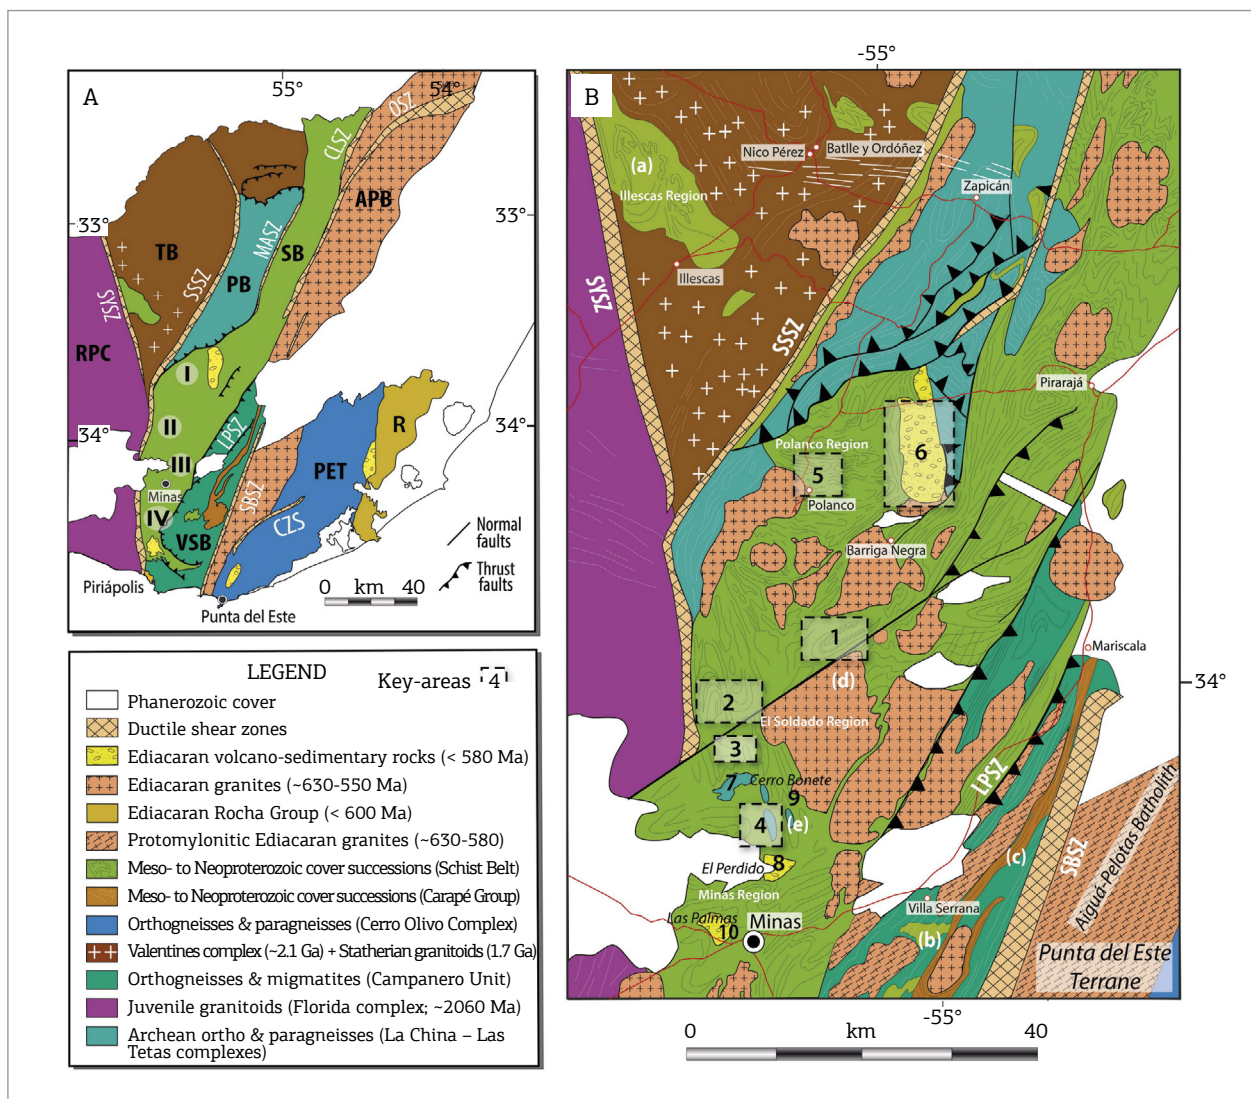 A
55°
54°
OSZ
CLSZ
APB
33°
33°
TB
MASZ
SB
SSSZ
PB
SYSZ
RPC
I
II
34°
34°
LPSZ
R
III
Minas
SBSZ
PET
IV
CZS
VSB
Normal
faults
Piriápolis
0 km 40
Thrust
faults
Punta del Este
LEGEND
Key-areas 4
Phanerozoic cover
Ductile shear zones
Ediacaran volcano-sedimentary rocks (< 580 Ma)
Ediacaran granites (~630-550 Ma)
Ediacaran Rocha Group (< 600 Ma)
Protomylonitic Ediacaran granites (~630-580)
Meso- to Neoproterozoic cover successions (Schist Belt)
Meso- to Neoproterozoic cover successions (Carapé Group)
Orthogneisses & paragneisses (Cerro Olivo Complex)
Valentines complex (~2.1 Ga) + Statherian granitoids (1.7 Ga)
Orthogneisses & migmatites (Campanero Unit)
Juvenile granitoids (Florida complex; ~2060 Ma)
Archean ortho & paragneisses (La China – Las
Tetas complexes)
-55°
B
Nico Pérez
Batlle y Ordóñez
(a)
Illescas Region
Zapicán
Illescas
SYSZ
SSSZ
Pirarajá
Polanco Region
6
5
Polanco
Barriga Negra
1
Mariscala
(d)
34°
2
El Soldado Region
3
7
Cerro Bonete
9
LPSZ
4
(e)
El Perdido
8
SBSZ
Aiguá-Pelotas Batholith
(c)
Minas Region
Villa Serrana
Las Palmas
10
Minas
(b)
Punta del Este
Terrane
-55°
0 km 40